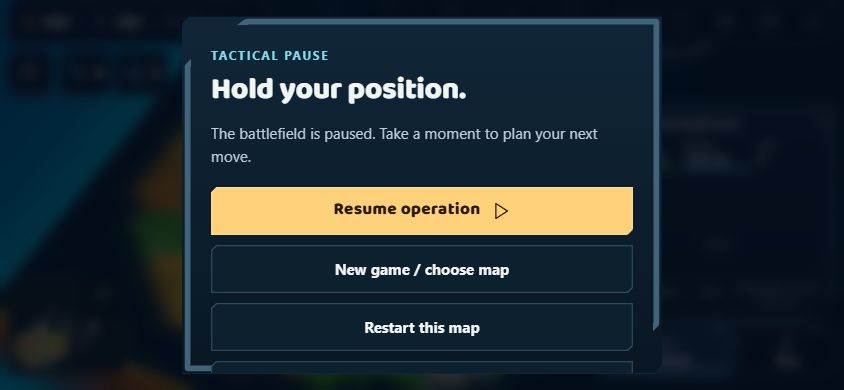 TACTICAL PAUSE
Hold your position.
The battlefield is paused. Take a moment to plan your next
move.
Resume operation
New game / choose map
Restart this map